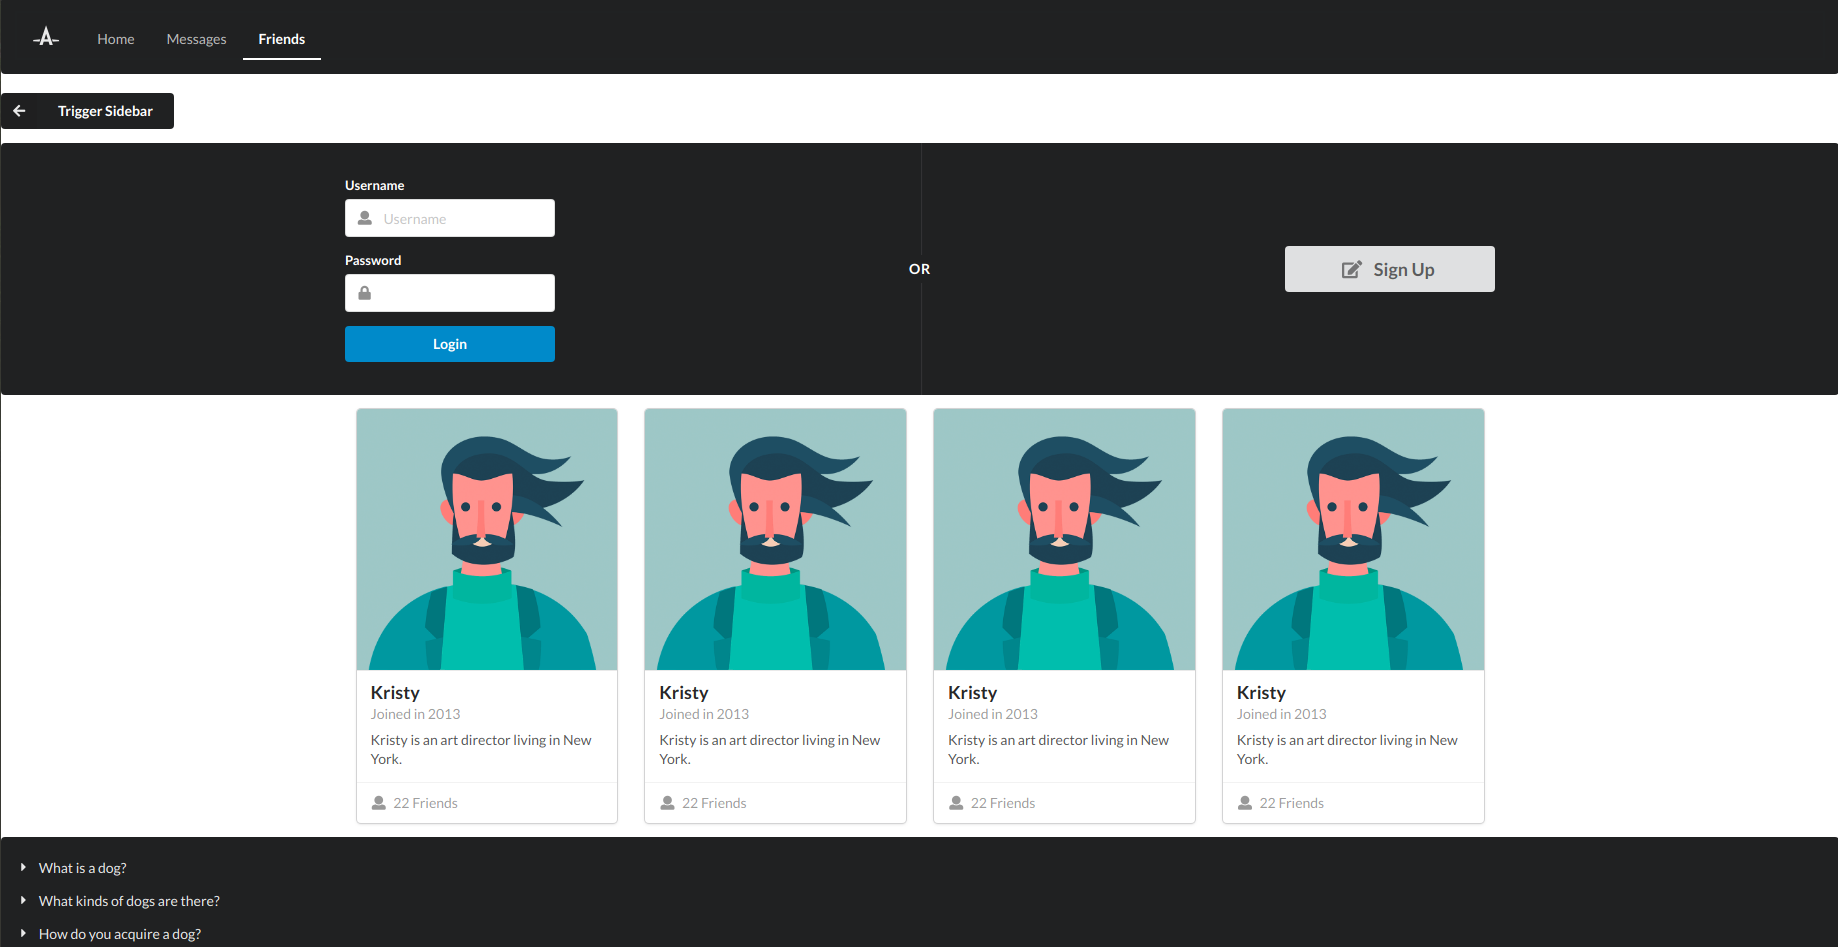 Home Messages Friends
Trigger Sidebar
Username
Username
Password
Login
OR
Sign Up
Kristy
Joined in 2013
Kristy is an art director living in New
York.
22 Friends
Kristy
Joined in 2013
Kristy is an art director living in New
York.
22 Friends
Kristy
Joined in 2013
Kristy is an art director living in New
York.
22 Friends
Kristy
Joined in 2013
Kristy is an art director living in New
York.
22 Friends
What is a dog?
What kinds of dogs are there?
How do you acquire a dog?